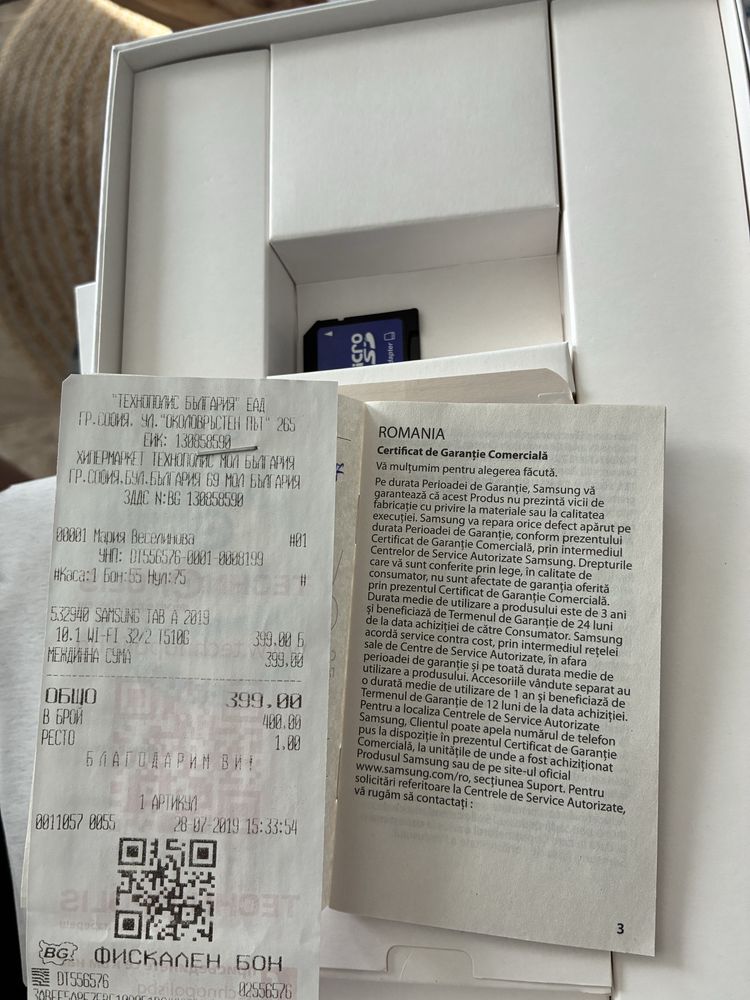 "ТЕХНОПОЛИС БЪЛГАРИЯ" ЕАД
ГР.СОФИЯ, УЛ."ОКОЛОВРЪСТЕН ПЪТ" 265
ЕИК: 130858590
ХИПЕРМАРКЕТ ТЕХНОПОЛИС МОЛ БЪЛГАРИЯ
ГР.СОФИЯ,БУЛ.БЪЛГАРИЯ 69 МОЛ БЪЛГАРИЯ
ЗДДС N:BG 130858590
00001 Мария Веселинова #01
УНП: DT556576-0001-0008199
#Каса:1 Бон:55 Нул:75 #
532940 SAMSUNG TAB A 2019
10.1 WI-FI 32/2 T510G 399.00 Б
МЕЖДИННА СУМА 399.00
ОБЩО 399.00
В БРОЙ 400.00
РЕСТО 1.00
БЛАГОДАРИМ ВИ!
1 АРТИКУЛ
0011057 0055 28-07-2019 15:33:54
BG ФИСКАЛЕН БОН
DT556576 02556576
micro
Adapter
ROMANIA
Certificat de Garanție Comercială
Vă mulțumim pentru alegerea făcută.
Pe durata Perioadei de Garanție, Samsung vă
garantează că acest Produs nu prezintă vicii de
fabricație cu privire la materiale sau la calitatea
execuției. Samsung va repara orice defect apărut pe
durata Perioadei de Garanție, conform prezentului
Certificat de Garanție Comercială, prin intermediul
Centrelor de Service Autorizate Samsung. Drepturile
care vă sunt conferite prin lege, în calitate de
consumator, nu sunt afectate de garanția oferită
prin prezentul Certificat de Garanție Comercială.
Durata medie de utilizare a produsului este de 3 ani
și beneficiază de Termenul de Garanție de 24 luni
de la data achiziției de către Consumator. Samsung
acordă service contra cost, prin intermediul rețelei
sale de Centre de Service Autorizate, în afara
perioadei de garanție și pe toată durata medie de
utilizare a produsului. Accesoriile vândute separat au
o durată medie de utilizare de 1 an și beneficiază de
Termenul de Garanție de 12 luni de la data achiziției.
Pentru a localiza Centrele de Service Autorizate
Samsung, Clientul poate apela numărul de telefon
pus la dispoziție în prezentul Certificat de Garanție
Comercială, la unitățile de unde a fost achiziționat
Produsul Samsung sau pe site-ul oficial
www.samsung.com/ro, secțiunea Suport. Pentru
solicitări referitoare la Centrele de Service Autorizate,
vă rugăm să contactați :
3